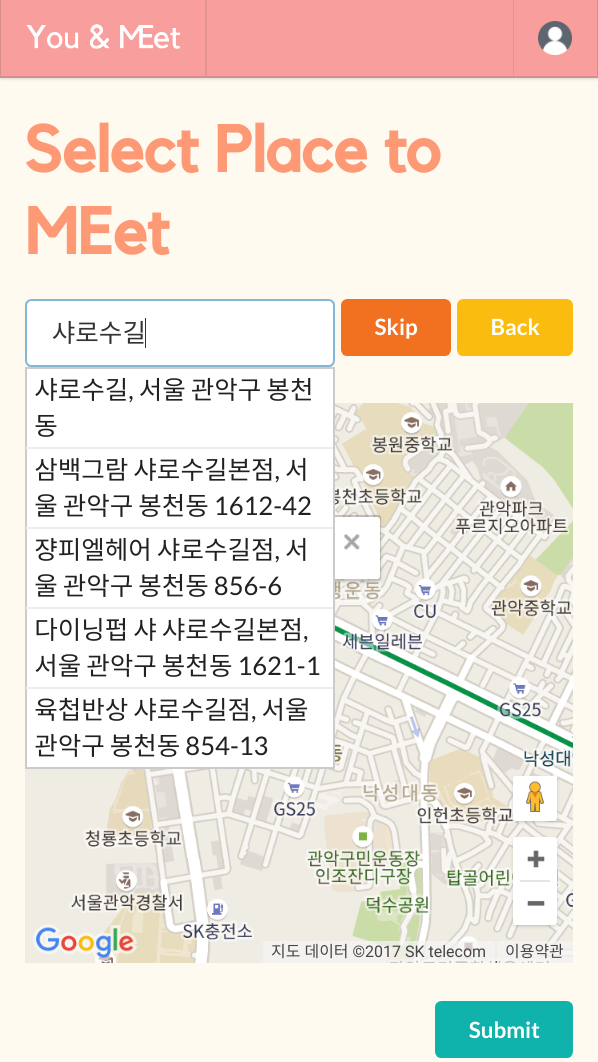 You & MEet
Select Place to
MEet
샤로수길
Skip
Back
샤로수길, 서울 관악구 봉천
동
삼백그람 샤로수길본점, 서
울 관악구 봉천동 1612-42
쟝피엘헤어 샤로수길점, 서
울 관악구 봉천동 856-6
다이닝펍 샤 샤로수길본점,
서울 관악구 봉천동 1621-1
육첩반상 샤로수길점, 서울
관악구 봉천동 854-13
봉원중학교
봉천초등학교
관악파크
푸르지오아파트
행운동
CU
관악중학교
세븐일레븐
GS25
낙성대
동
낙성대동
GS25
인헌초등학교
청룡초등학교
관악구민운동장
인조잔디구장
탑골어린
서울관악경찰서
덕수공원
SK충전소
Google
지도 데이터 ©2017 SK telecom
이용약관
Submit